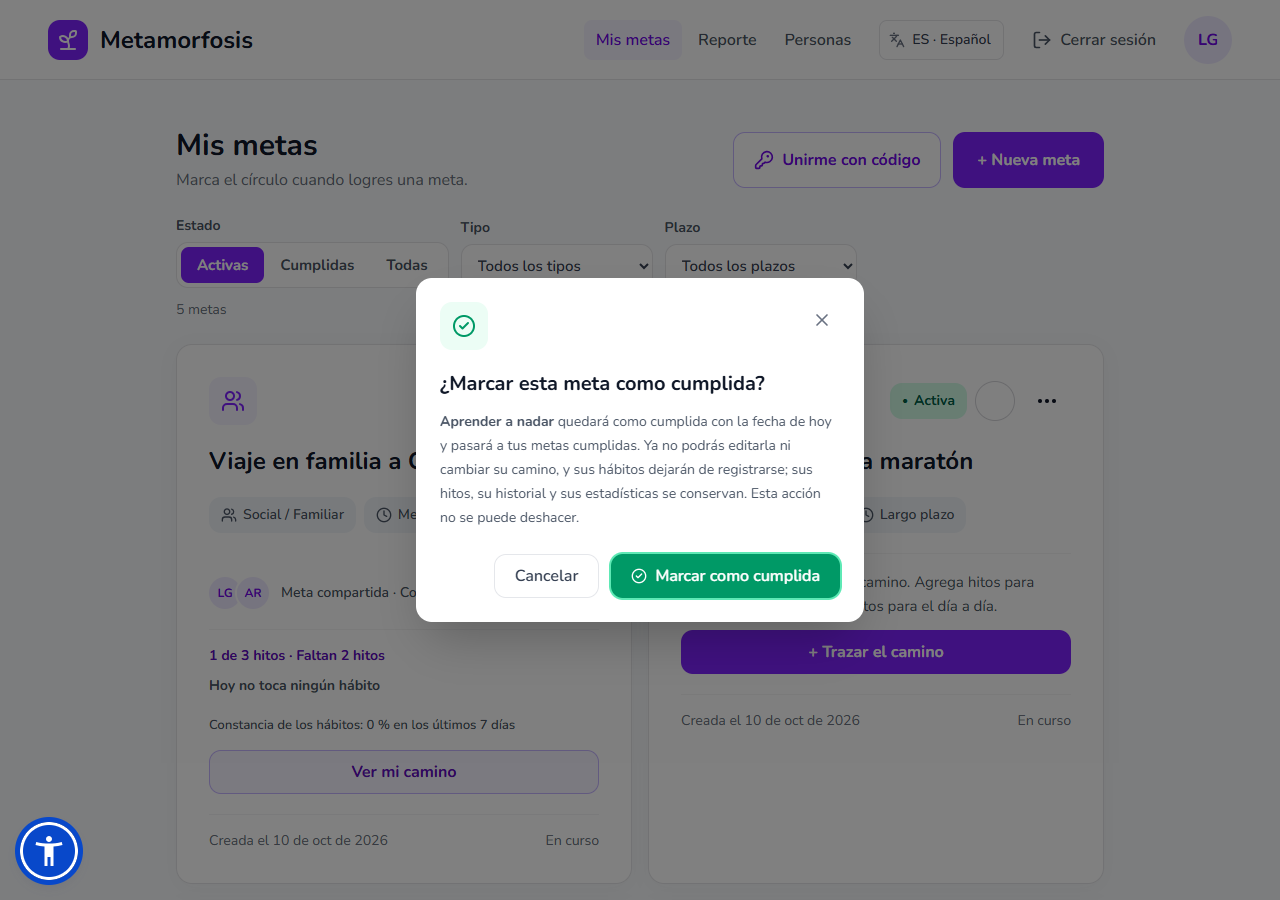 Metamorfosis
Mis metas
Reporte
Personas
ES · Español
Cerrar sesión
LG
Mis metas
Marca el círculo cuando logres una meta.
Unirme con código
+ Nueva meta
Estado
Tipo
Plazo
Activas
Cumplidas
Todas
Todos los tipos
Todos los plazos
5 metas
¿Marcar esta meta como cumplida?
Aprender a nadar quedará como cumplida con la fecha de hoy
y pasará a tus metas cumplidas. Ya no podrás editarla ni
cambiar su camino, y sus hábitos dejarán de registrarse; sus
hitos, su historial y sus estadísticas se conservan. Esta acción
no se puede deshacer.
Cancelar
Marcar como cumplida
Viaje en familia a
Social / Familiar
LG AR Meta compartida ·
1 de 3 hitos · Faltan 2 hitos
Hoy no toca ningún hábito
Constancia de los hábitos: 0 % en los últimos 7 días
Ver mi camino
Creada el 10 de oct de 2026
En curso
• Activa
maratón
Largo plazo
camino. Agrega hitos para
para el día a día.
+ Trazar el camino
Creada el 10 de oct de 2026
En curso